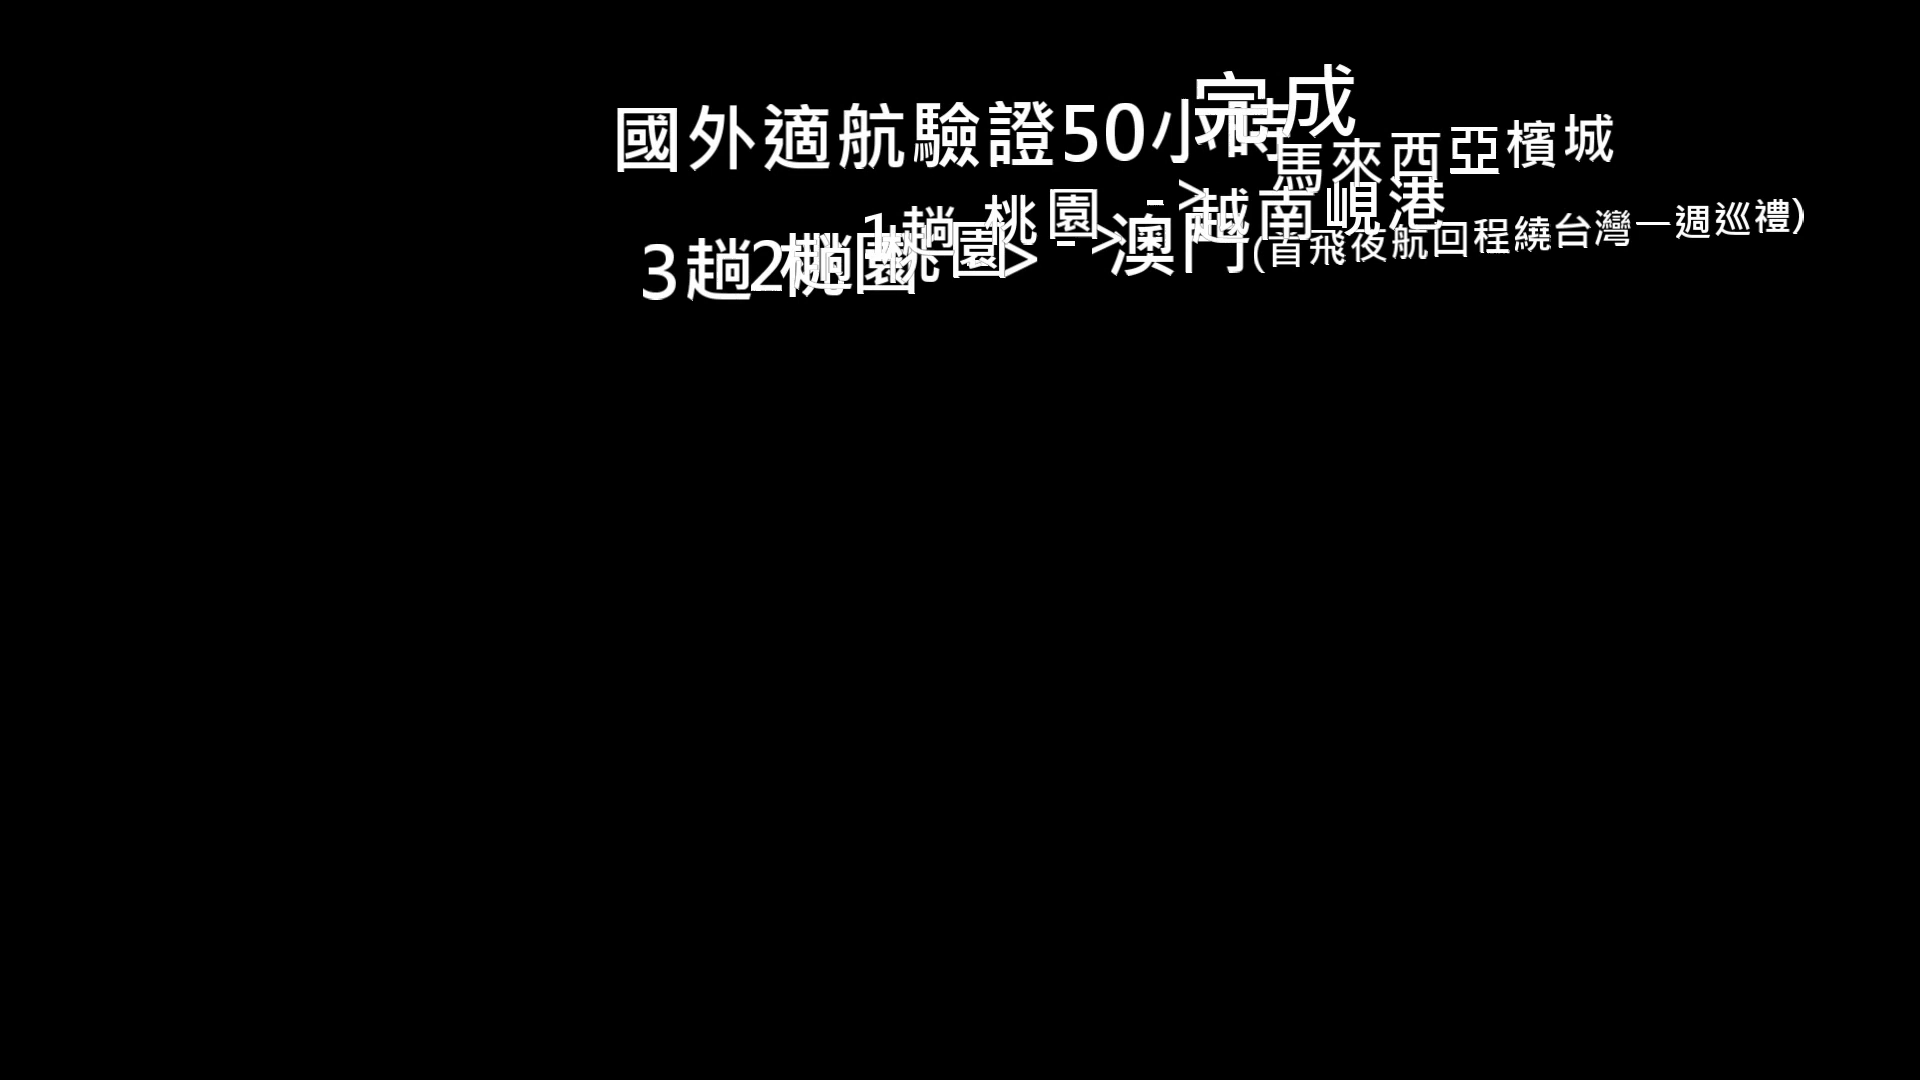 國外適航驗證50小時完成
1趟 桃園 -> 馬來西亞檳城
2趟 桃園 -> 越南峴港
3趟 桃園 -> 澳門(首飛夜航回程繞台灣一週巡禮)